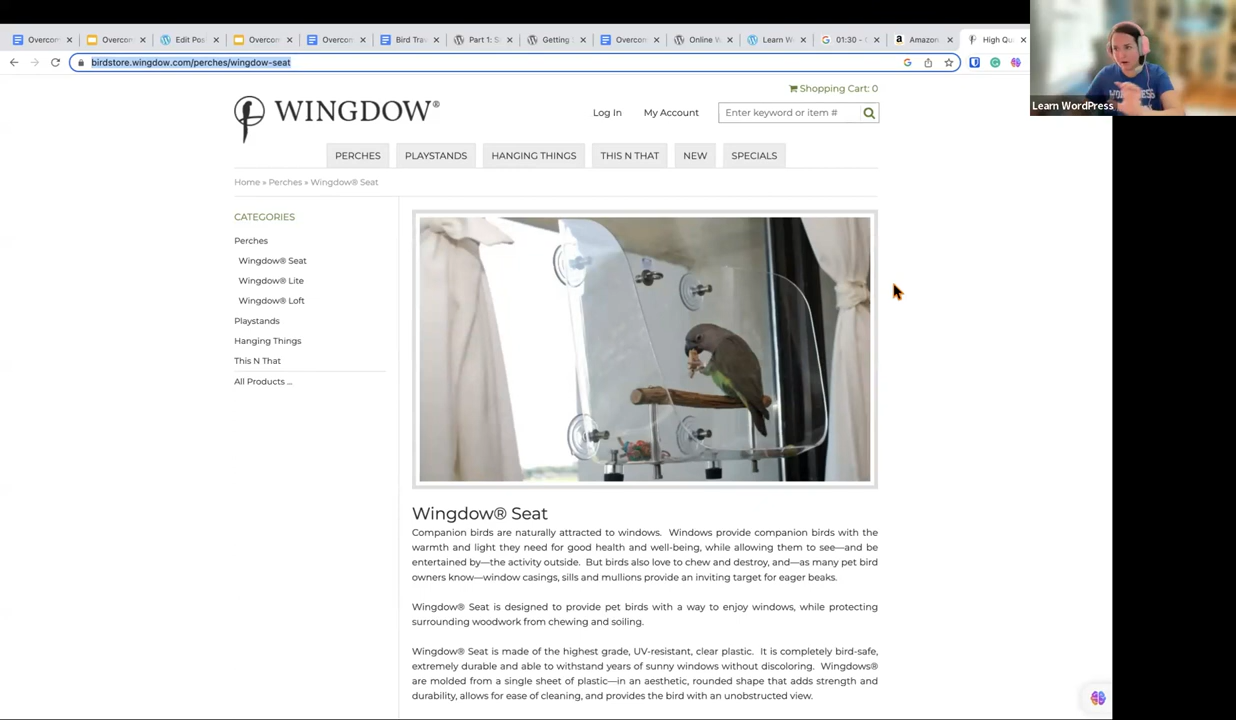 Overcom
Overcon
Edit Pos
Overcon
Overcon
Bird Trav
Part 1: S
Getting
Overcon
Online W
Learn Wo
01:30 -
Amazon
High Qu
birdstore.wingdow.com/perches/wingdow-seat
Learn WordPress
Shopping Cart: 0
WINGDOW®
Log In
My Account
Enter keyword or item #
PERCHES
PLAYSTANDS
HANGING THINGS
THIS N THAT
NEW
SPECIALS
Home » Perches » Wingdow® Seat
CATEGORIES
Perches
Wingdow® Seat
Wingdow® Lite
Wingdow® Loft
Playstands
Hanging Things
This N That
All Products ...
Wingdow® Seat
Companion birds are naturally attracted to windows. Windows provide companion birds with the
warmth and light they need for good health and well-being, while allowing them to see—and be
entertained by—the activity outside. But birds also love to chew and destroy, and—as many pet bird
owners know—window casings, sills and mullions provide an inviting target for eager beaks.
Wingdow® Seat is designed to provide pet birds with a way to enjoy windows, while protecting
surrounding woodwork from chewing and soiling.
Wingdow® Seat is made of the highest grade, UV-resistant, clear plastic. It is completely bird-safe,
extremely durable and able to withstand years of sunny windows without discoloring. Wingdows®
are molded from a single sheet of plastic—in an aesthetic, rounded shape that adds strength and
durability, allows for ease of cleaning, and provides the bird with an unobstructed view.